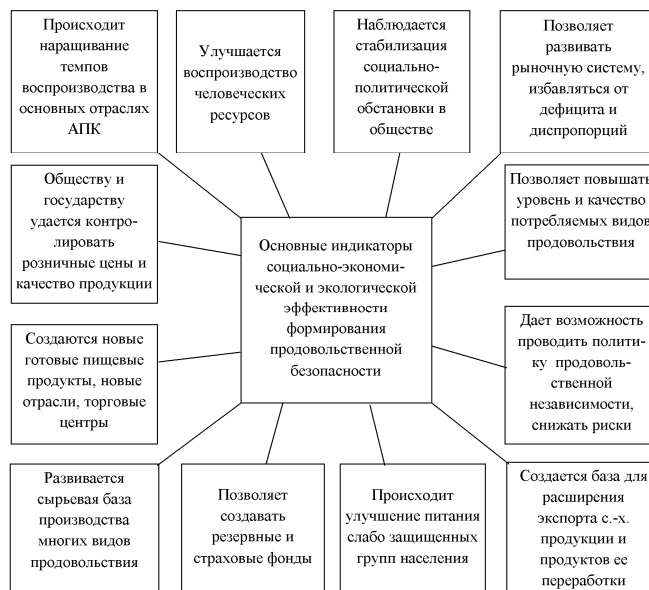 Происходит
наращивание
темпов
воспроизводства в
основных отраслях
АПК
Улучшается
воспроизводство
человеческих
ресурсов
Наблюдается
стабилизация
социально-
политической
обстановки в
обществе
Позволяет
развивать
рыночную систему,
избавляться от
дефицита и
диспропорций
Обществу и
государству
удается контро-
лировать
розничные цены и
качество продукции
Основные индикаторы
социально-экономи-
ческой и экологической
эффективности
формирования
продовольственной
безопасности
Позволяет повышать
уровень и качество
потребляемых видов
продовольствия
Создаются новые
готовые пищевые
продукты, новые
отрасли, торговые
центры
Дает возможность
проводить полити-
ку продоволь-
ственной
независимости,
снижать риски
Развивается
сырьевая база
производства
многих видов
продовольствия
Позволяет
создавать
резервные и
страховые фонды
Происходит
улучшение питания
слабо защищенных
групп населения
Создается база для
расширения
экспорта с.-х.
продукции и
продуктов ее
переработки